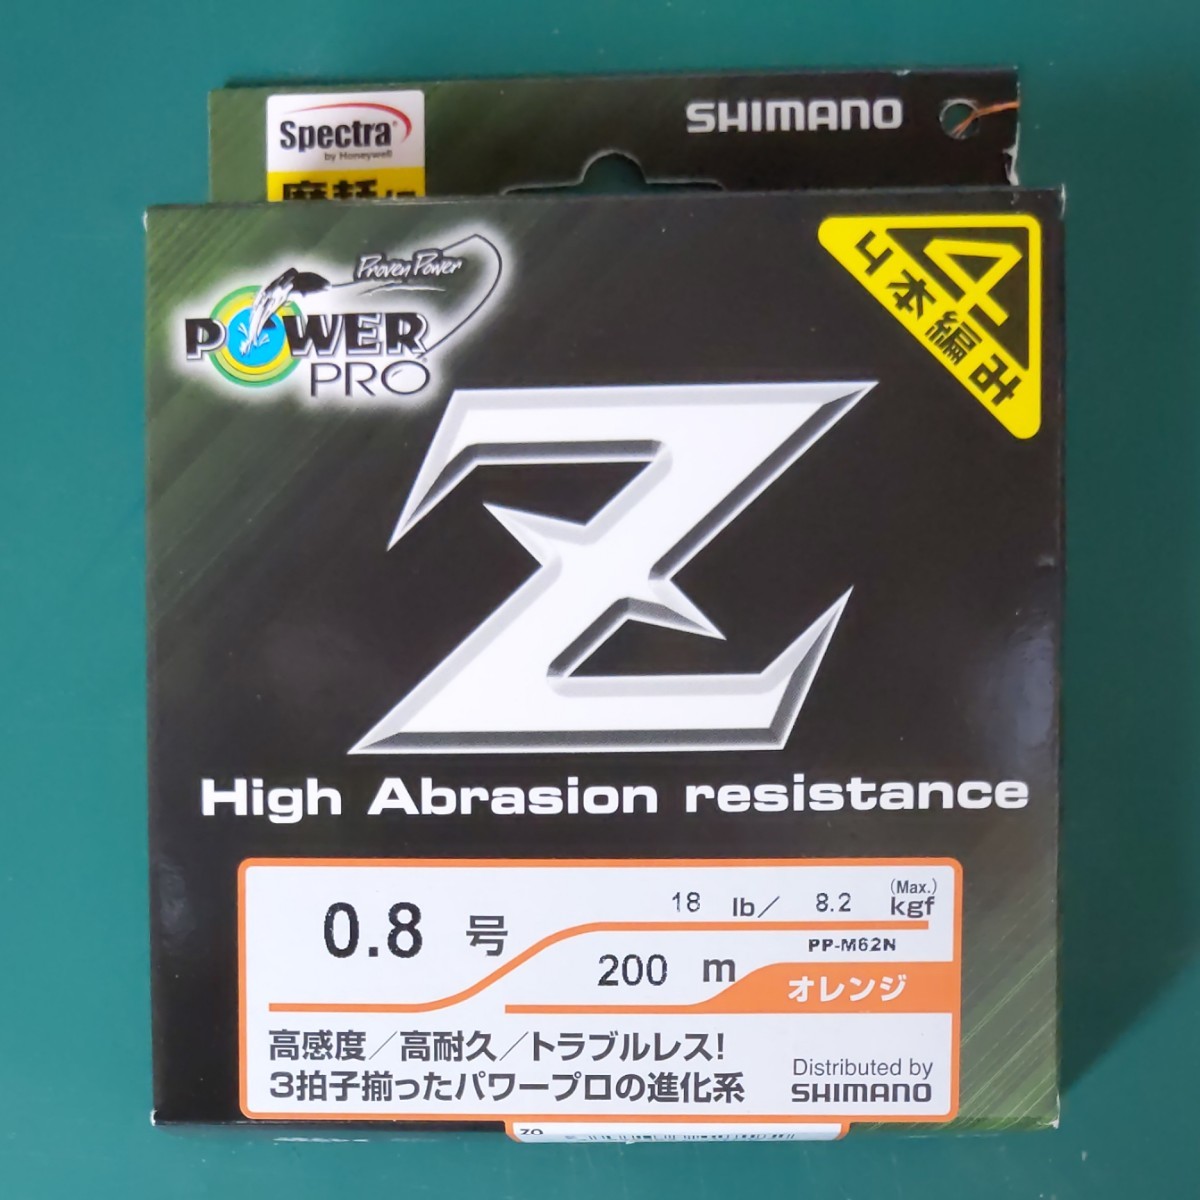 Spectra®
by Honeywell
SHIMANO
摩耗に
Proven Power
POWER
PRO®
4
4本編み
Z
High Abrasion resistance
0.8 号
18 lb/ 8.2 (Max.) kgf
PP-M62N
200 m
オレンジ
高感度/高耐久/トラブルレス!
3拍子揃ったパワープロの進化系
Distributed by
SHIMANO